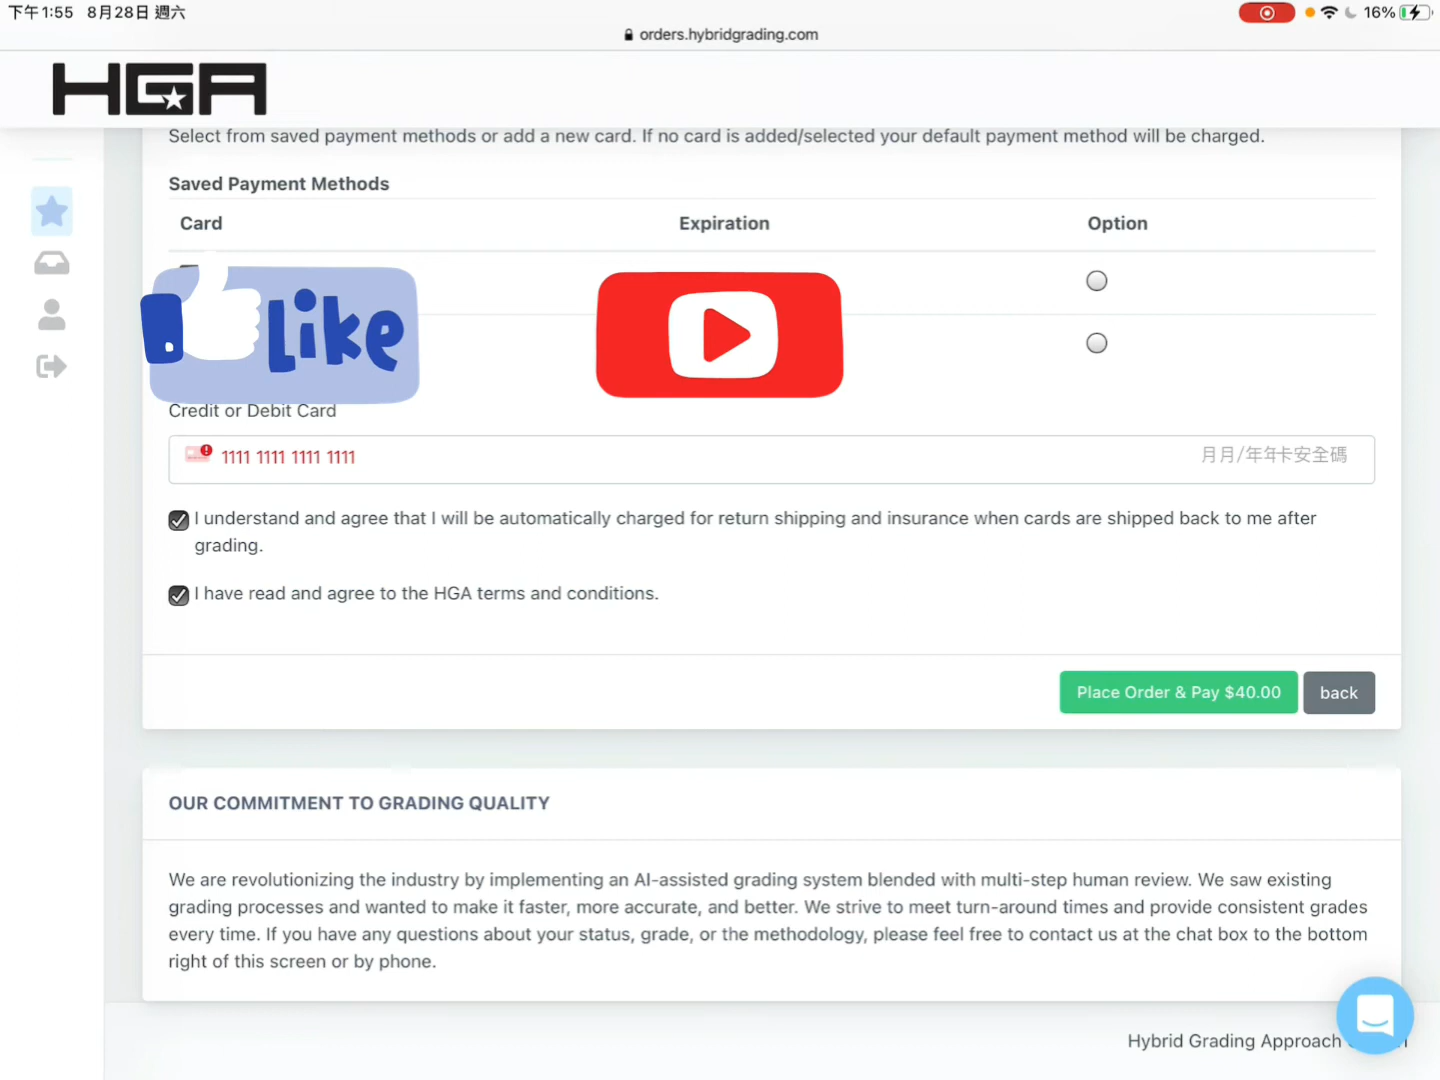 下午1:55 8月28日 週六
16%
orders.hybridgrading.com
HGA
Select from saved payment methods or add a new card. If no card is added/selected your default payment method will be charged.
Saved Payment Methods
Card Expiration Option
Like
Credit or Debit Card
1111 1111 1111 1111 月月/年年 卡安全碼
I understand and agree that I will be automatically charged for return shipping and insurance when cards are shipped back to me after
grading.
I have read and agree to the HGA terms and conditions.
Place Order & Pay $40.00 back
OUR COMMITMENT TO GRADING QUALITY
We are revolutionizing the industry by implementing an AI-assisted grading system blended with multi-step human review. We saw existing
grading processes and wanted to make it faster, more accurate, and better. We strive to meet turn-around times and provide consistent grades
every time. If you have any questions about your status, grade, or the methodology, please feel free to contact us at the chat box to the bottom
right of this screen or by phone.
Hybrid Grading Approach